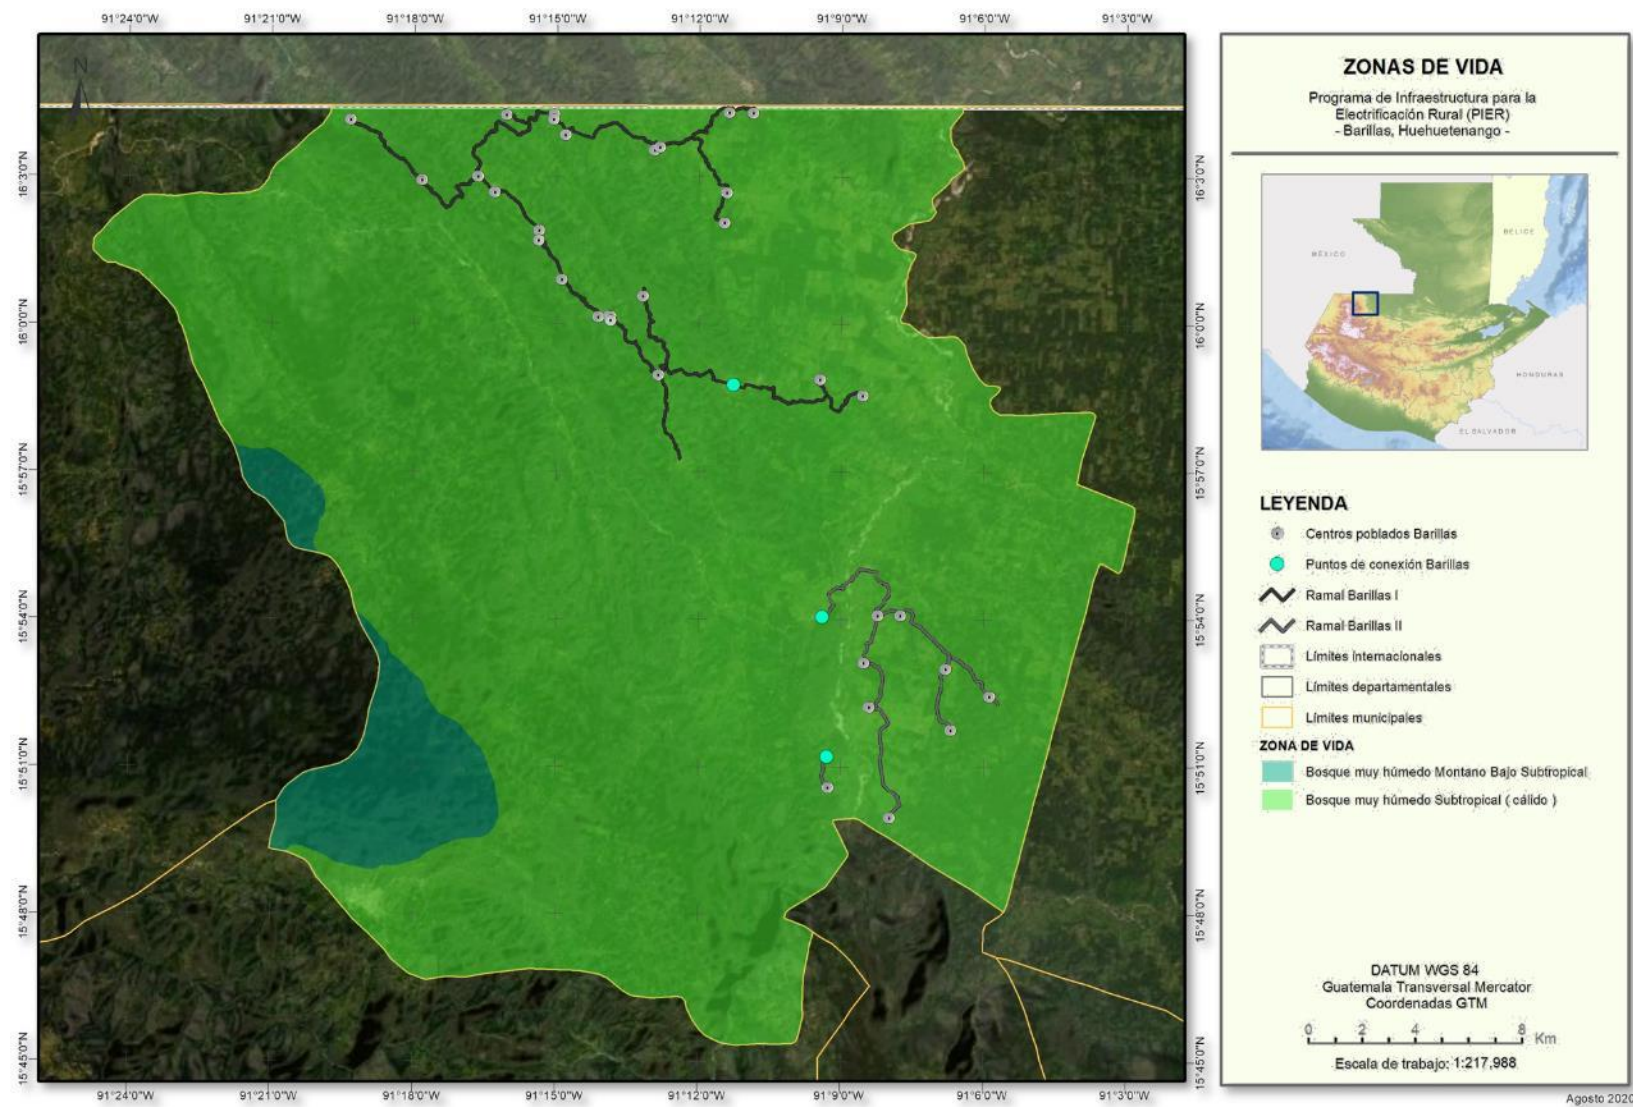 91°24'0"W 91°21'0"W 91°18'0"W 91°15'0"W 91°12'0"W 91°9'0"W 91°6'0"W 91°3'0"W
N
16°3'0"N 16°3'0"N
16°0'0"N 16°0'0"N
15°57'0"N 15°57'0"N
15°54'0"N 15°54'0"N
15°51'0"N 15°51'0"N
15°48'0"N 15°48'0"N
15°45'0"N 15°45'0"N
91°24'0"W 91°21'0"W 91°18'0"W 91°15'0"W 91°12'0"W 91°9'0"W 91°6'0"W 91°3'0"W
ZONAS DE VIDA
Programa de Infraestructura para la
Electrificación Rural (PIER)
- Barillas, Huehuetenango -
BELICE
MÉXICO
HONDURAS
EL SALVADOR
LEYENDA
Centros poblados Barillas
Puntos de conexión Barillas
Ramal Barillas I
Ramal Barillas II
Límites internacionales
Límites departamentales
Límites municipales
ZONA DE VIDA
Bosque muy húmedo Montano Bajo Subtropical
Bosque muy húmedo Subtropical ( cálido )
DATUM WGS 84
Guatemala Transversal Mercator
Coordenadas GTM
0 2 4 6 8 Km
Escala de trabajo: 1:217,988
Agosto 2020